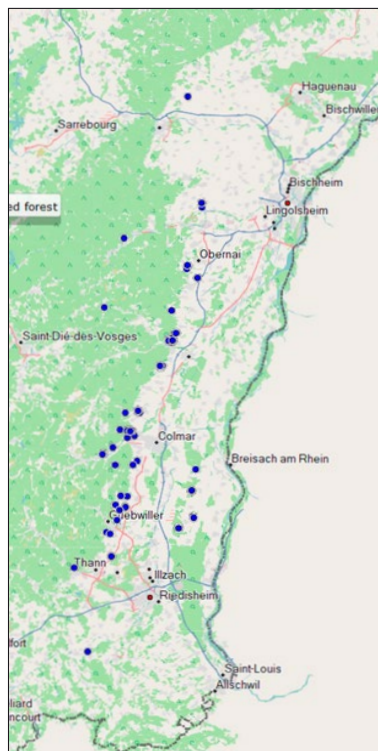 Haguenau
Bischwiller
Sarrebourg
Bischheim
ed forest
Lingolsheim
Obernai
Saint-Dié-des-Vosges
Colmar
Breisach am Rhein
Guebwiller
Thann
Illzach
Riedisheim
fort
Saint-Louis
Allschwil
liard
ncourt